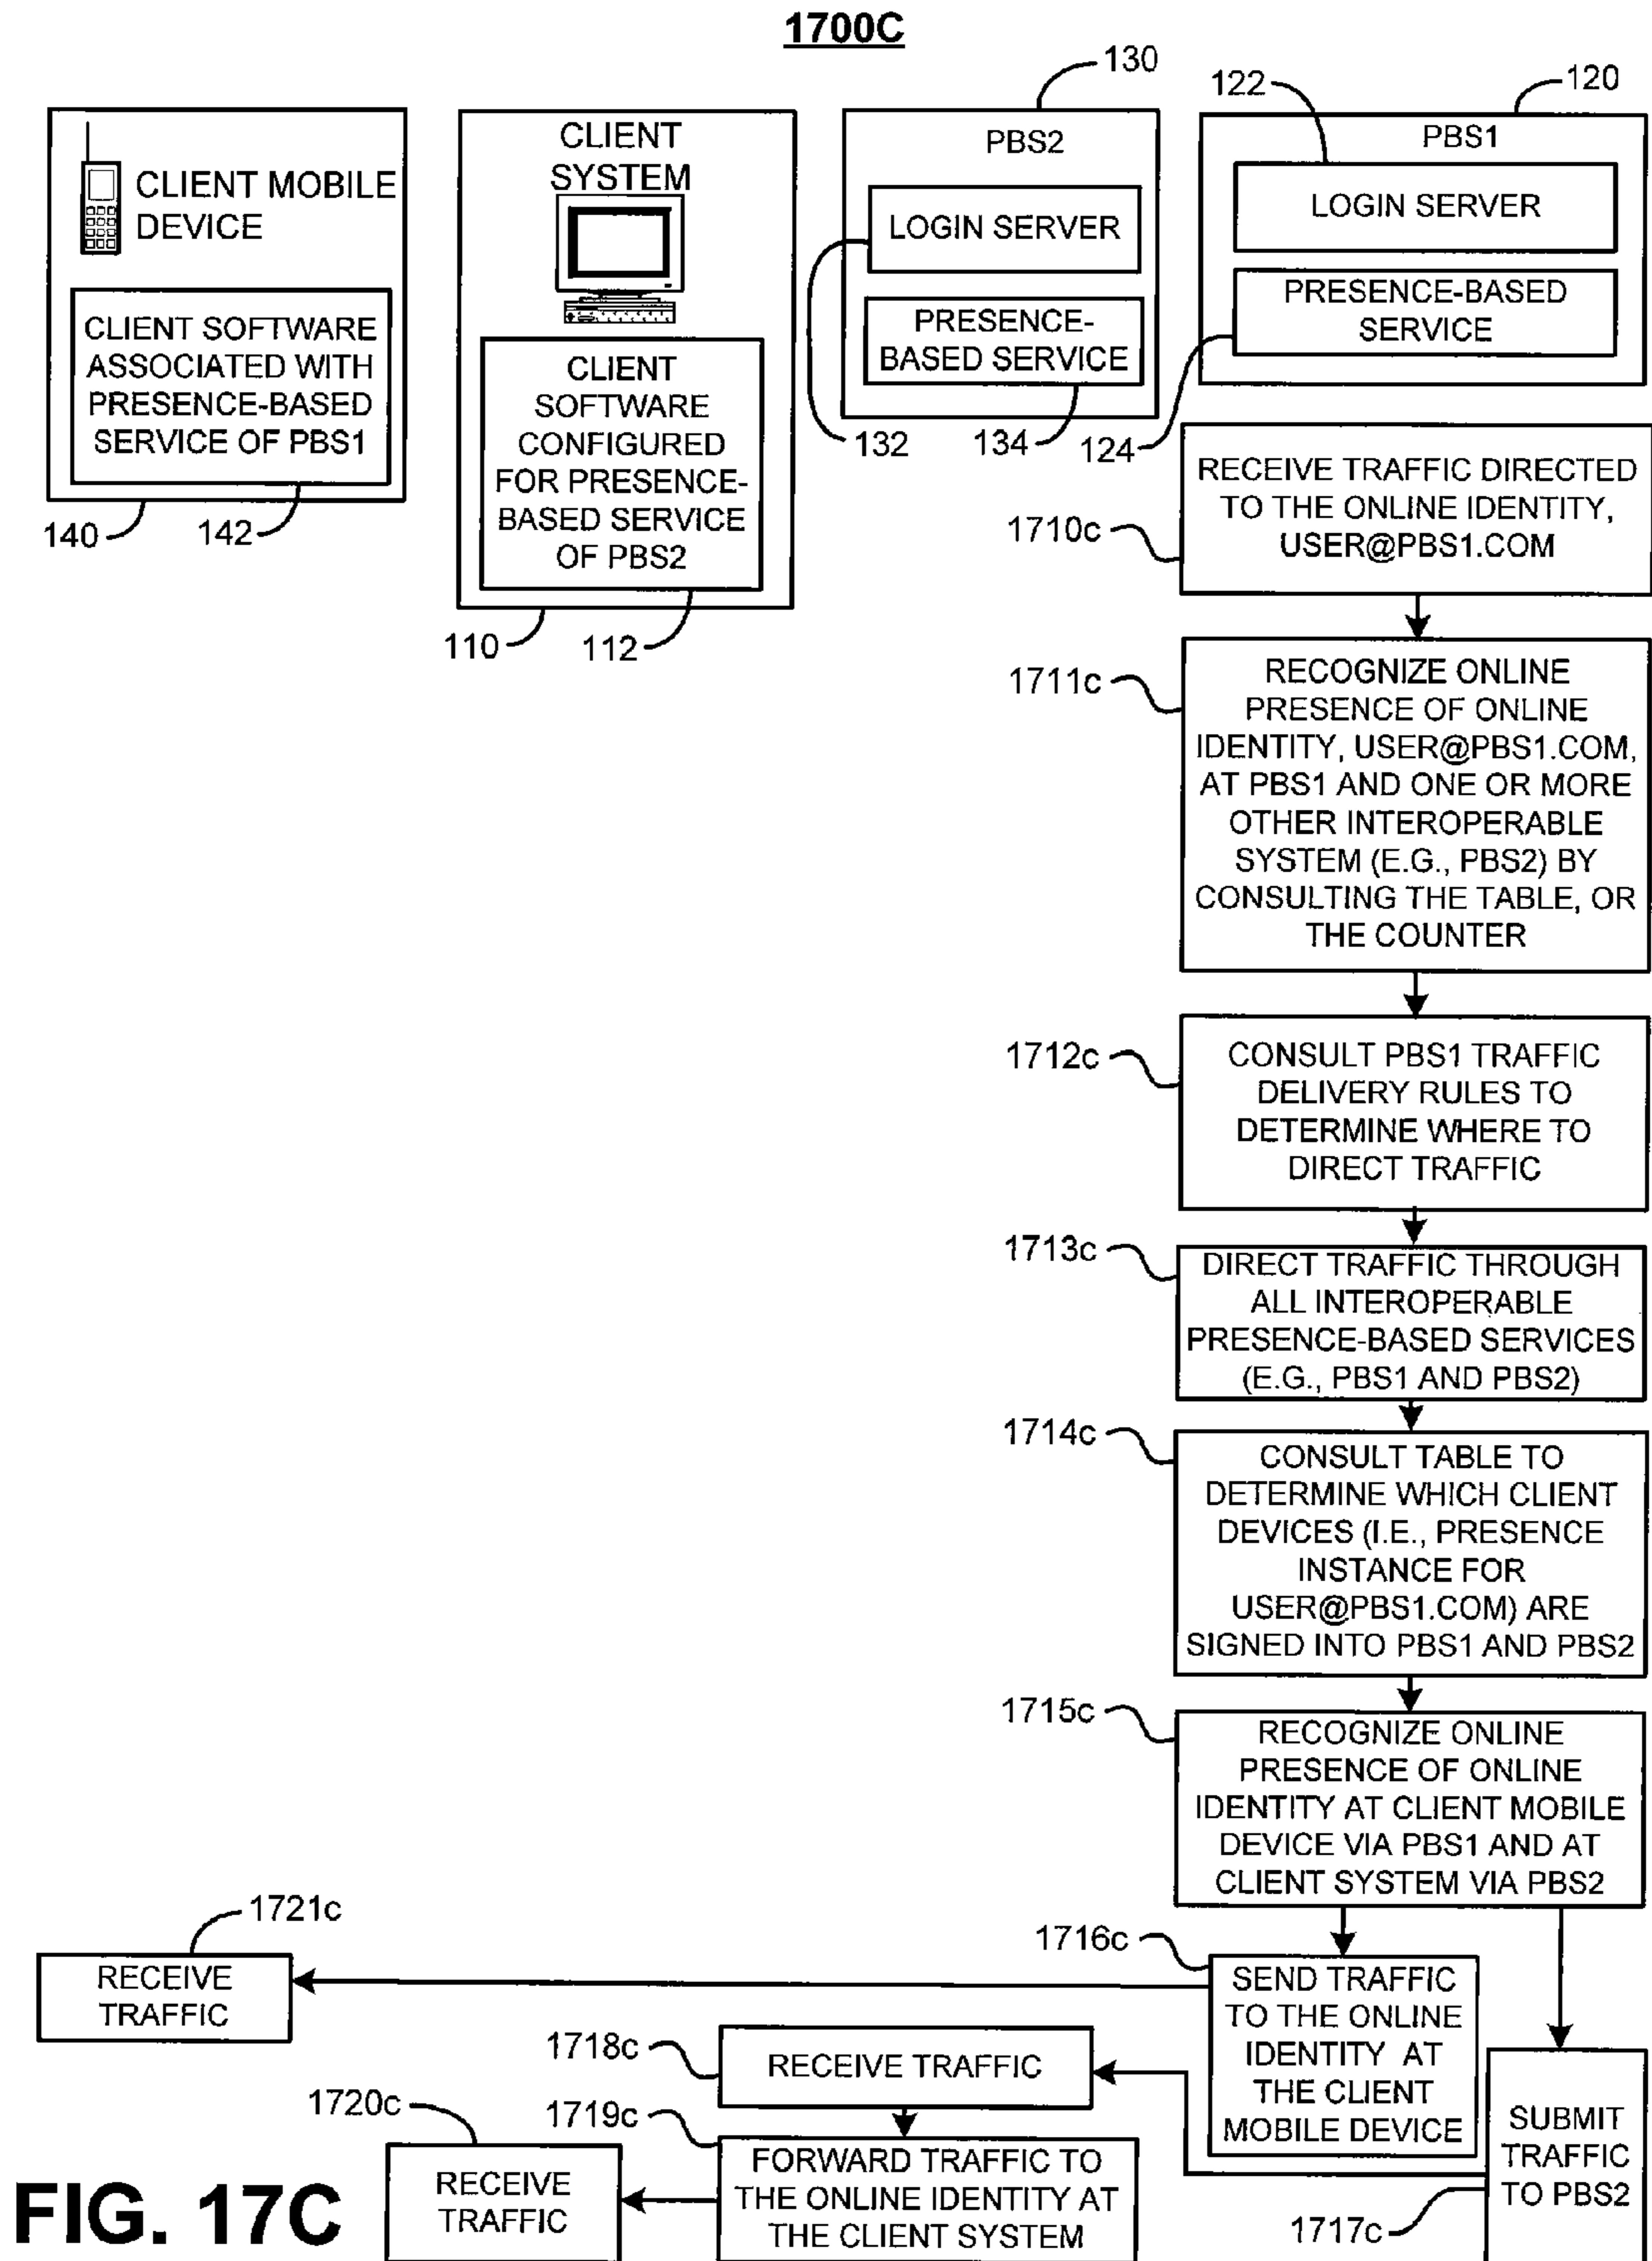 1700C
130
122
120
CLIENT MOBILE
DEVICE
CLIENT SOFTWARE
ASSOCIATED WITH
PRESENCE-BASED
SERVICE OF PBS1
140
142
CLIENT
SYSTEM
CLIENT
SOFTWARE
CONFIGURED
FOR PRESENCE-
BASED SERVICE
OF PBS2
110
112
PBS2
LOGIN SERVER
PRESENCE-
BASED SERVICE
132
134
PBS1
LOGIN SERVER
PRESENCE-BASED
SERVICE
124
1710c
RECEIVE TRAFFIC DIRECTED
TO THE ONLINE IDENTITY,
USER@PBS1.COM
1711c
RECOGNIZE ONLINE
PRESENCE OF ONLINE
IDENTITY, USER@PBS1.COM,
AT PBS1 AND ONE OR MORE
OTHER INTEROPERABLE
SYSTEM (E.G., PBS2) BY
CONSULTING THE TABLE, OR
THE COUNTER
1712c
CONSULT PBS1 TRAFFIC
DELIVERY RULES TO
DETERMINE WHERE TO
DIRECT TRAFFIC
1713c
DIRECT TRAFFIC THROUGH
ALL INTEROPERABLE
PRESENCE-BASED SERVICES
(E.G., PBS1 AND PBS2)
1714c
CONSULT TABLE TO
DETERMINE WHICH CLIENT
DEVICES (I.E., PRESENCE
INSTANCE FOR
USER@PBS1.COM) ARE
SIGNED INTO PBS1 AND PBS2
1715c
RECOGNIZE ONLINE
PRESENCE OF ONLINE
IDENTITY AT CLIENT MOBILE
DEVICE VIA PBS1 AND AT
CLIENT SYSTEM VIA PBS2
1716c
SEND TRAFFIC
TO THE ONLINE
IDENTITY AT
THE CLIENT
MOBILE DEVICE
1721c
RECEIVE
TRAFFIC
SUBMIT
TRAFFIC
TO PBS2
1717c
1718c
RECEIVE TRAFFIC
1719c
FORWARD TRAFFIC TO
THE ONLINE IDENTITY AT
THE CLIENT SYSTEM
1720c
RECEIVE
TRAFFIC
FIG. 17C